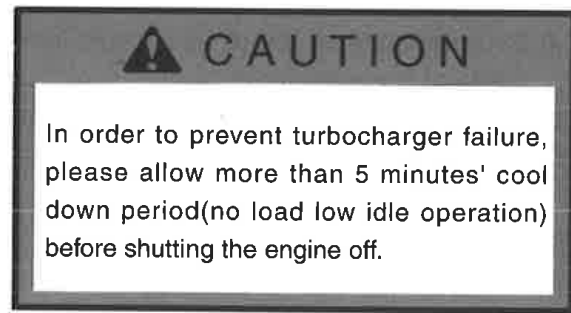 CAUTION
In order to prevent turbocharger failure,
please allow more than 5 minutes' cool
down period(no load low idle operation)
before shutting the engine off.